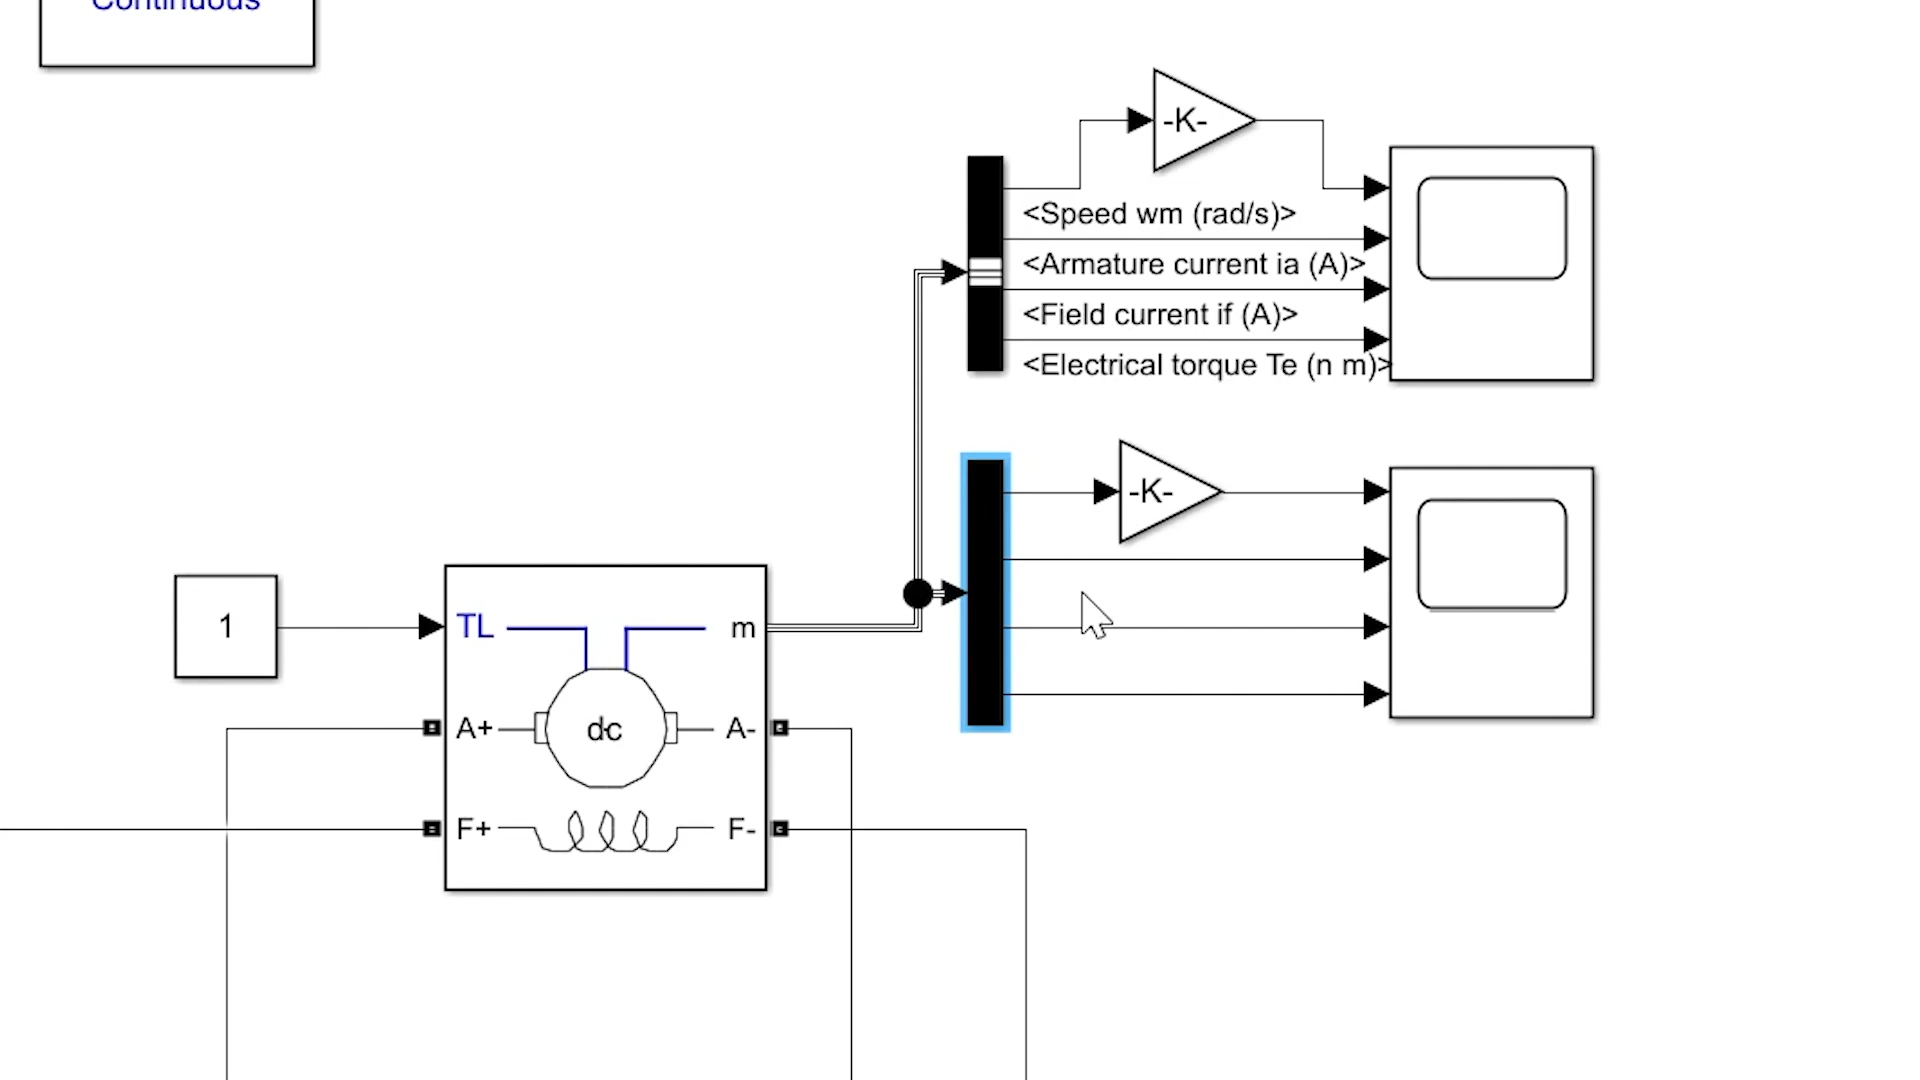 Continuous
-K-
<Speed wm (rad/s)>
<Armature current ia (A)>
<Field current if (A)>
<Electrical torque Te (n m)>
-K-
1
TL
m
A+
dc
A-
F+
F-